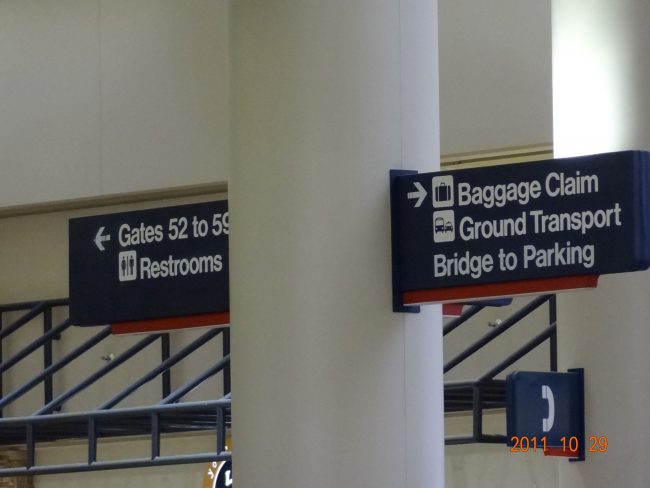 Gates 52 to 59
Restrooms
Baggage Claim
Ground Transport
Bridge to Parking
2011 10 29